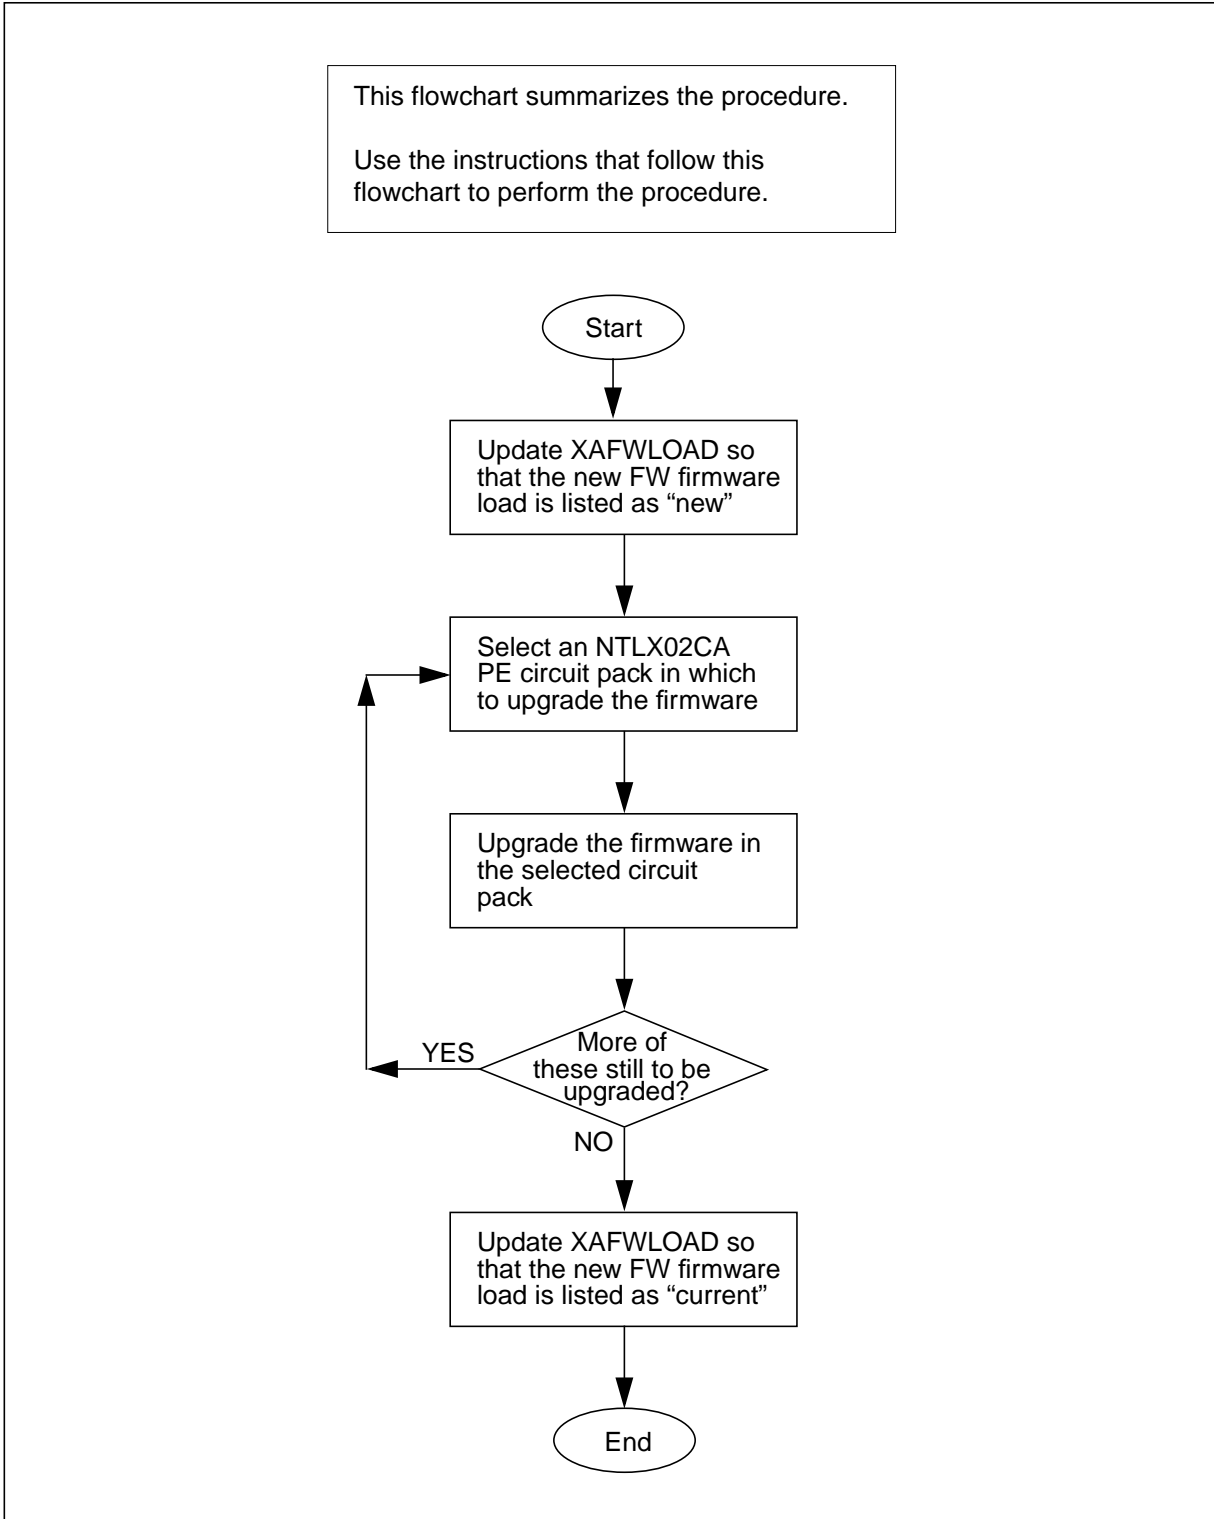 This flowchart summarizes the procedure.
Use the instructions that follow this
flowchart to perform the procedure.
Start
Update XAFWLOAD so
that the new FW firmware
load is listed as “new”
Select an NTLX02CA
PE circuit pack in which
to upgrade the firmware
Upgrade the firmware in
the selected circuit
pack
More of
these still to be
upgraded?
YES
NO
Update XAFWLOAD so
that the new FW firmware
load is listed as “current”
End